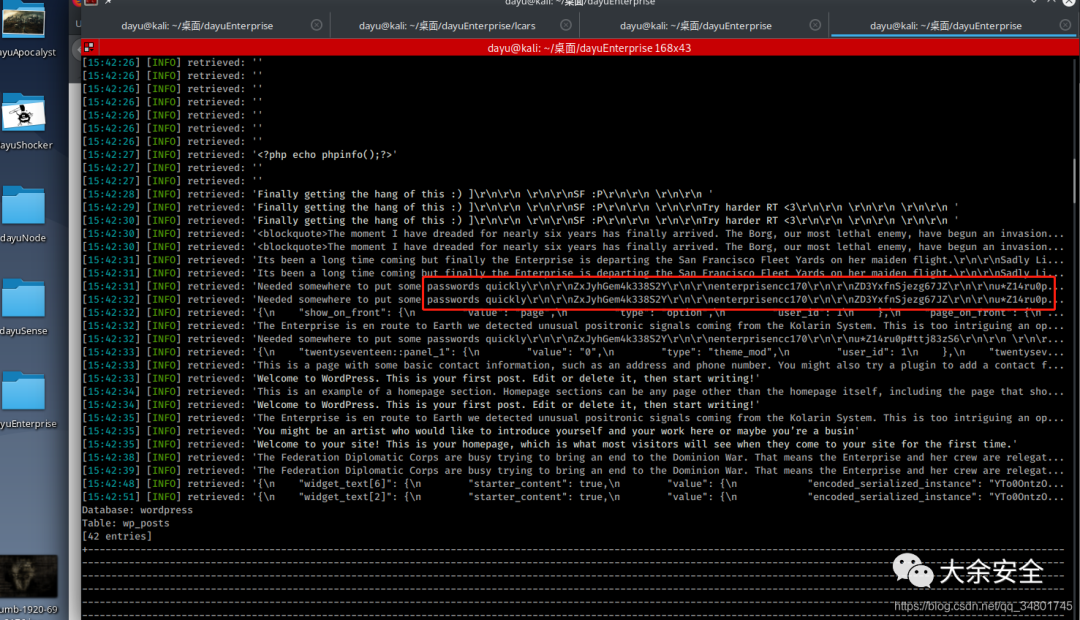 dayu@kali: ~/桌面/dayuEnterprise
dayu@kali: ~/桌面/dayuEnterprise
dayu@kali: ~/桌面/dayuEnterprise/lcars
dayu@kali: ~/桌面/dayuEnterprise
dayu@kali: ~/桌面/dayuEnterprise
dayu@kali: ~/桌面/dayuEnterprise 168x43
ayuApocalyst
ayuShocker
dayuNode
dayuSense
yuEnterprise
umb-1920-69
[15:42:26] [INFO] retrieved: ''
[15:42:26] [INFO] retrieved: ''
[15:42:26] [INFO] retrieved: ''
[15:42:26] [INFO] retrieved: ''
[15:42:26] [INFO] retrieved: ''
[15:42:26] [INFO] retrieved: ''
[15:42:26] [INFO] retrieved: ''
[15:42:27] [INFO] retrieved: '<?php echo phpinfo();?>'
[15:42:27] [INFO] retrieved: ''
[15:42:27] [INFO] retrieved: ''
[15:42:28] [INFO] retrieved: 'Finally getting the hang of this :) ]\r\n\r\n \r\n\r\nSF :P\r\n\r\n \r\n\r\n '
[15:42:29] [INFO] retrieved: 'Finally getting the hang of this :) ]\r\n\r\n \r\n\r\nSF :P\r\n\r\n \r\n\r\nTry harder RT <3\r\n\r\n \r\n\r\n \r\n\r\n '
[15:42:30] [INFO] retrieved: 'Finally getting the hang of this :) ]\r\n\r\n \r\n\r\nSF :P\r\n\r\n \r\n\r\nTry harder RT <3\r\n\r\n \r\n\r\n \r\n\r\n '
[15:42:30] [INFO] retrieved: '<blockquote>The moment I have dreaded for nearly six years has finally arrived. The Borg, our most lethal enemy, have begun an invasion...
[15:42:30] [INFO] retrieved: '<blockquote>The moment I have dreaded for nearly six years has finally arrived. The Borg, our most lethal enemy, have begun an invasion...
[15:42:31] [INFO] retrieved: 'Its been a long time coming but finally the Enterprise is departing the San Francisco Fleet Yards on her maiden flight.\r\n\r\nSadly Li...
[15:42:31] [INFO] retrieved: 'Its been a long time coming but finally the Enterprise is departing the San Francisco Fleet Yards on her maiden flight.\r\n\r\nSadly Li...
[15:42:31] [INFO] retrieved: 'Needed somewhere to put some passwords quickly\r\n\r\nZxJyhGem4k338S2Y\r\n\r\nenterprisencc170\r\n\r\nZD3YxfnSjezg67JZ\r\n\r\nu*Z14ru0p...
[15:42:31] [INFO] retrieved: 'Needed somewhere to put some passwords quickly\r\n\r\nZxJyhGem4k338S2Y\r\n\r\nenterprisencc170\r\n\r\nZD3YxfnSjezg67JZ\r\n\r\nu*Z14ru0p...
[15:42:32] [INFO] retrieved: '{\n "show_on_front": {\n "value": "page",\n "type": "option",\n "user_id": 1\n },\n "page_on_front": {\n ...
[15:42:32] [INFO] retrieved: 'The Enterprise is en route to Earth we detected unusual positronic signals coming from the Kolarin System. This is too intriguing an op...
[15:42:32] [INFO] retrieved: 'Needed somewhere to put some passwords quickly\r\n\r\nZxJyhGem4k338S2Y\r\n\r\nenterprisencc170\r\n\r\nu*Z14ru0p#ttj83zS6\r\n\r\n \r\n\r...
[15:42:33] [INFO] retrieved: '{\n "twentyseventeen::panel_1": {\n "value": "0",\n "type": "theme_mod",\n "user_id": 1\n },\n "twentysev...
[15:42:33] [INFO] retrieved: 'This is a page with some basic contact information, such as an address and phone number. You might also try a plugin to add a contact f...
[15:42:33] [INFO] retrieved: 'Welcome to WordPress. This is your first post. Edit or delete it, then start writing!'
[15:42:34] [INFO] retrieved: 'This is an example of a homepage section. Homepage sections can be any page other than the homepage itself, including the page that sho...
[15:42:34] [INFO] retrieved: 'Welcome to WordPress. This is your first post. Edit or delete it, then start writing!'
[15:42:35] [INFO] retrieved: 'The Enterprise is en route to Earth we detected unusual positronic signals coming from the Kolarin System. This is too intriguing an op...
[15:42:35] [INFO] retrieved: 'You might be an artist who would like to introduce yourself and your work here or maybe you're a busin'
[15:42:35] [INFO] retrieved: 'Welcome to your site! This is your homepage, which is what most visitors will see when they come to your site for the first time.'
[15:42:38] [INFO] retrieved: 'The Federation Diplomatic Corps are busy trying to bring an end to the Dominion War. That means the Enterprise and her crew are relegat...
[15:42:39] [INFO] retrieved: 'The Federation Diplomatic Corps are busy trying to bring an end to the Dominion War. That means the Enterprise and her crew are relegat...
[15:42:48] [INFO] retrieved: '{\n "widget_text[6]": {\n "starter_content": true,\n "value": {\n "encoded_serialized_instance": "YTo0OntzO...
[15:42:51] [INFO] retrieved: '{\n "widget_text[2]": {\n "starter_content": true,\n "value": {\n "encoded_serialized_instance": "YTo0OntzO...
Database: wordpress
Table: wp_posts
[42 entries]
大余安全
https://blog.csdn.net/qq_34801745